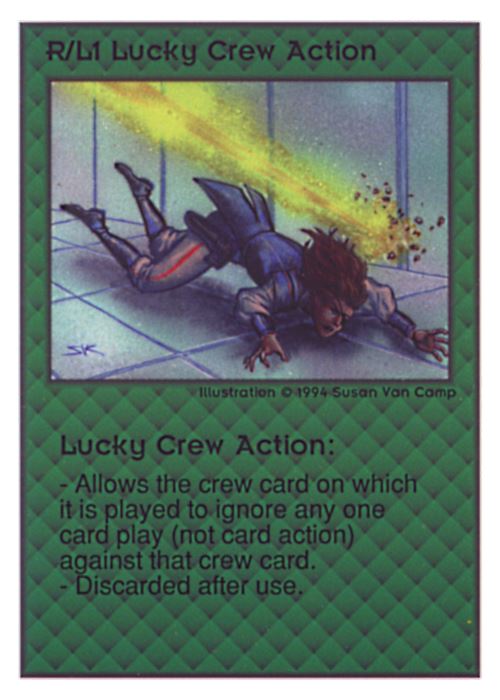 R/L1 Lucky Crew Action
SK
Illustration © 1994 Susan Van Camp
Lucky Crew Action:
- Allows the crew card on which
it is played to ignore any one
card play (not card action)
against that crew card.
- Discarded after use.